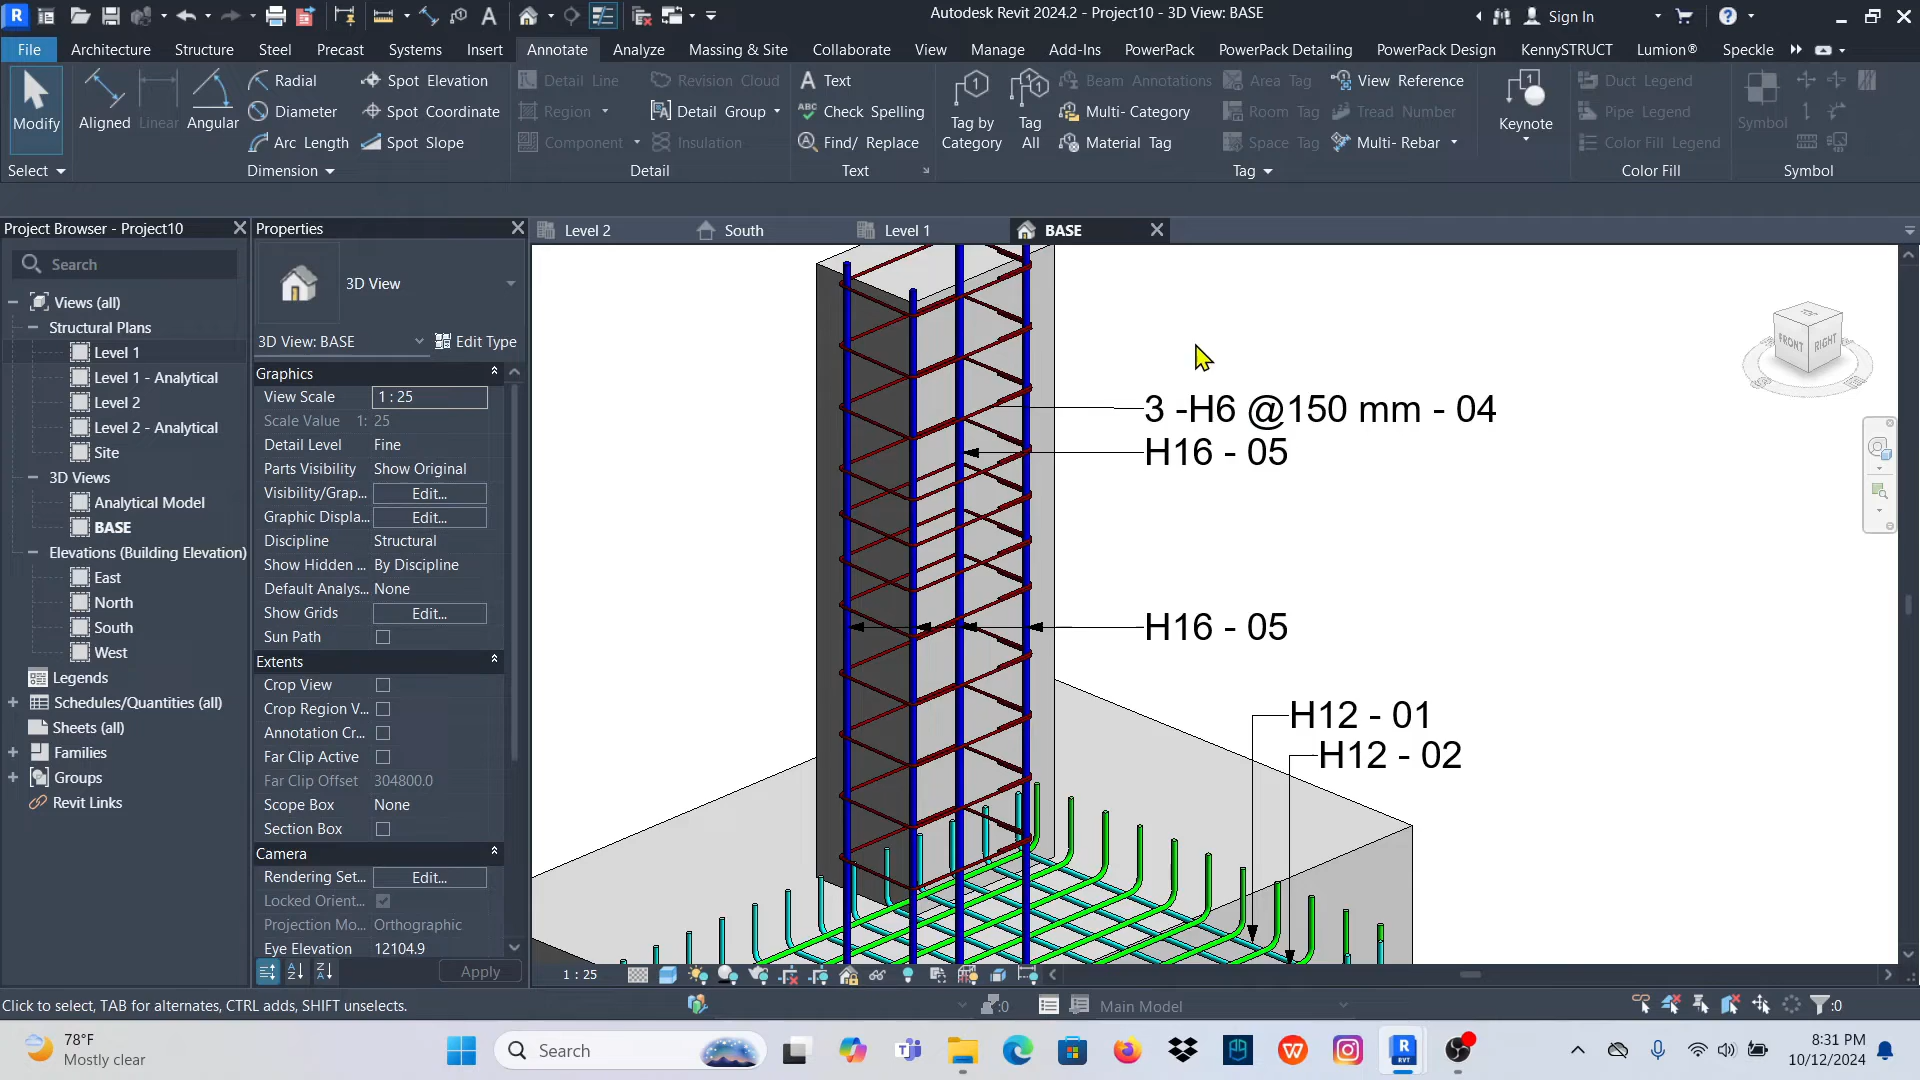 Autodesk Revit 2024.2 - Project10 - 3D View: BASE
Sign In
File Architecture Structure Steel Precast Systems Insert Annotate Analyze Massing & Site Collaborate View Manage Add-Ins PowerPack PowerPack Detailing PowerPack Design KennySTRUCT Lumion® Speckle
Modify
Select
Aligned
Linear
Angular
Radial
Diameter
Arc Length
Spot Elevation
Spot Coordinate
Spot Slope
Dimension
Detail Line
Region
Component
Revision Cloud
Detail Group
Insulation
Detail
Text
Check Spelling
Find/ Replace
Text
Tag by
Category
Tag
All
Beam Annotations
Multi- Category
Material Tag
Area Tag
Room Tag
Space Tag
View Reference
Tread Number
Multi- Rebar
Tag
Keynote
Duct Legend
Pipe Legend
Color Fill Legend
Color Fill
Symbol
Symbol
Project Browser - Project10
Search
Views (all)
Structural Plans
Level 1
Level 1 - Analytical
Level 2
Level 2 - Analytical
Site
3D Views
Analytical Model
BASE
Elevations (Building Elevation)
East
North
South
West
Legends
Schedules/Quantities (all)
Sheets (all)
Families
Groups
Revit Links
Properties
3D View
3D View: BASE Edit Type
Graphics
View Scale 1 : 25
Scale Value 1: 25
Detail Level Fine
Parts Visibility Show Original
Visibility/Grap... Edit...
Graphic Displa... Edit...
Discipline Structural
Show Hidden ... By Discipline
Default Analys... None
Show Grids Edit...
Sun Path
Extents
Crop View
Crop Region V...
Annotation Cr...
Far Clip Active
Far Clip Offset 304800.0
Scope Box None
Section Box
Camera
Rendering Set... Edit...
Locked Orient...
Projection Mo... Orthographic
Eye Elevation 12104.9
Apply
Level 2 South Level 1 BASE
3 -H6 @150 mm - 04
H16 - 05
H16 - 05
H12 - 01
H12 - 02
TOP
FRONT RIGHT
1 : 25
Click to select, TAB for alternates, CTRL adds, SHIFT unselects.
:0
Main Model
:0
78°F
Mostly clear
Search
8:31 PM
10/12/2024